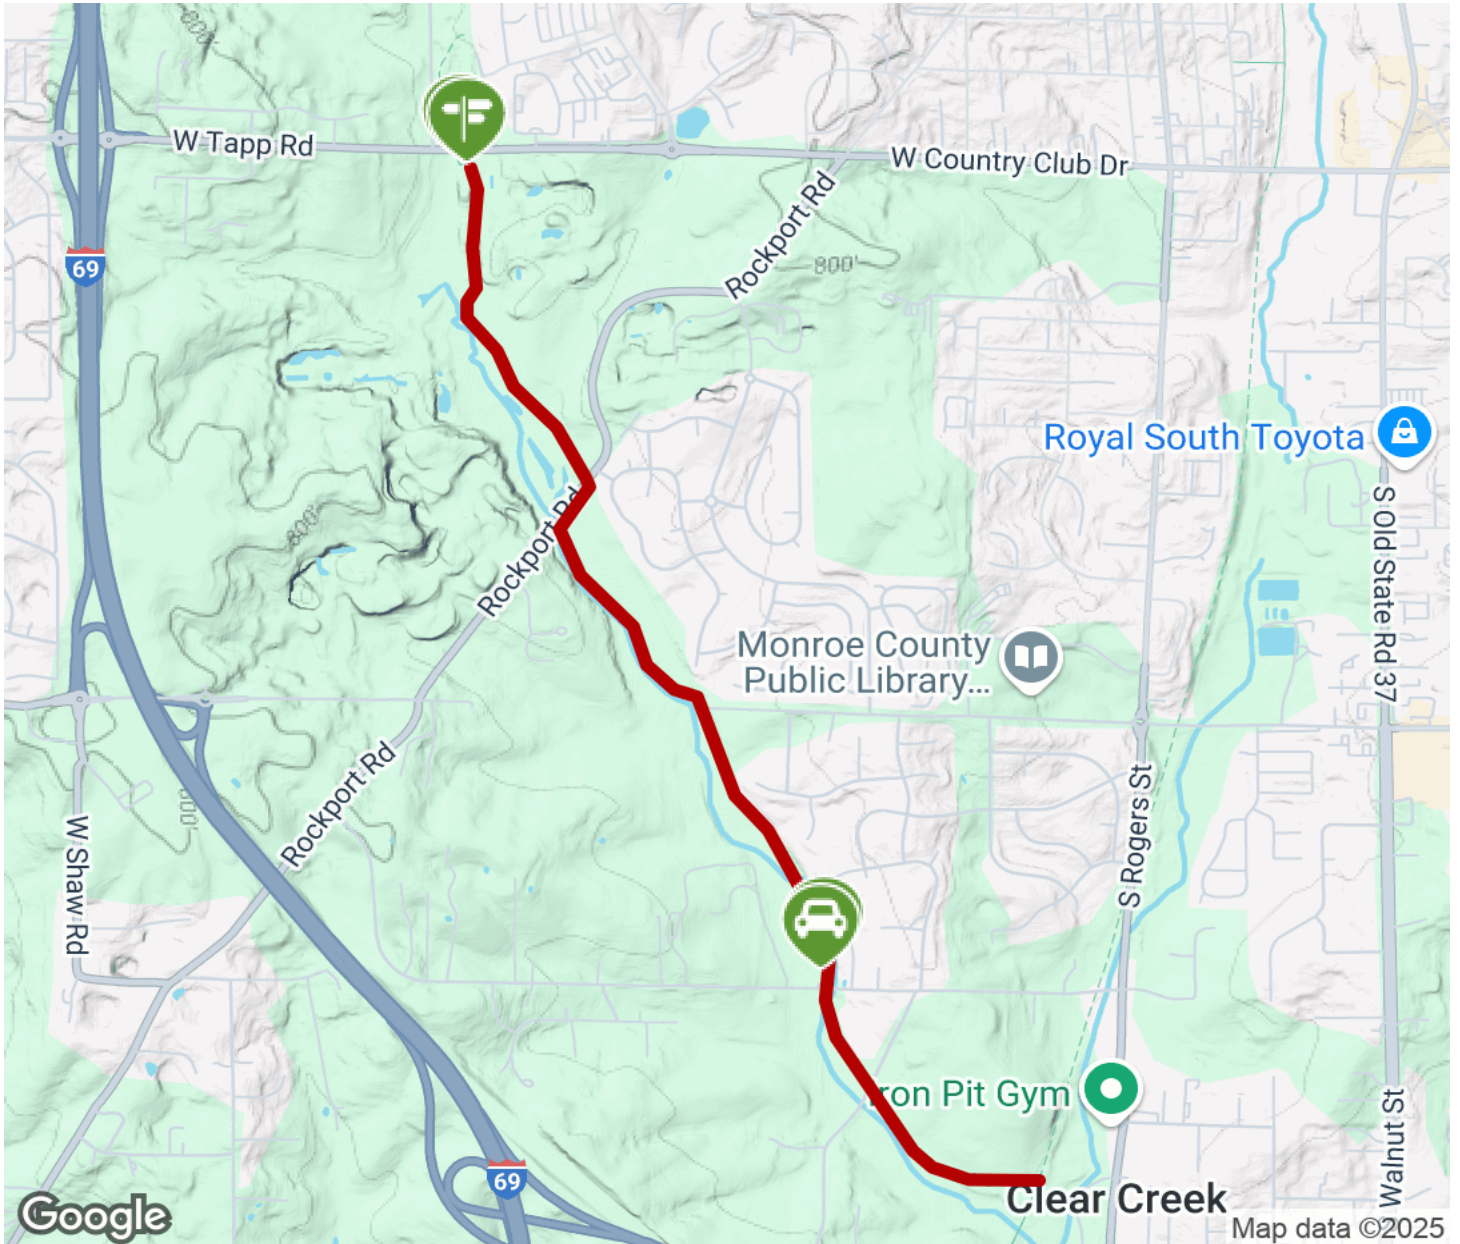 800'
W Tapp Rd
W Country Club Dr
Rockport Rd
800'
69
Royal South Toyota
S Old State Rd 37
800'
Rockport Rd
Monroe County
Public Library...
Rockport Rd
800'
S Rogers St
W Shaw Rd
Iron Pit Gym
Walnut St
69
Clear Creek
Google
Map data ©2025